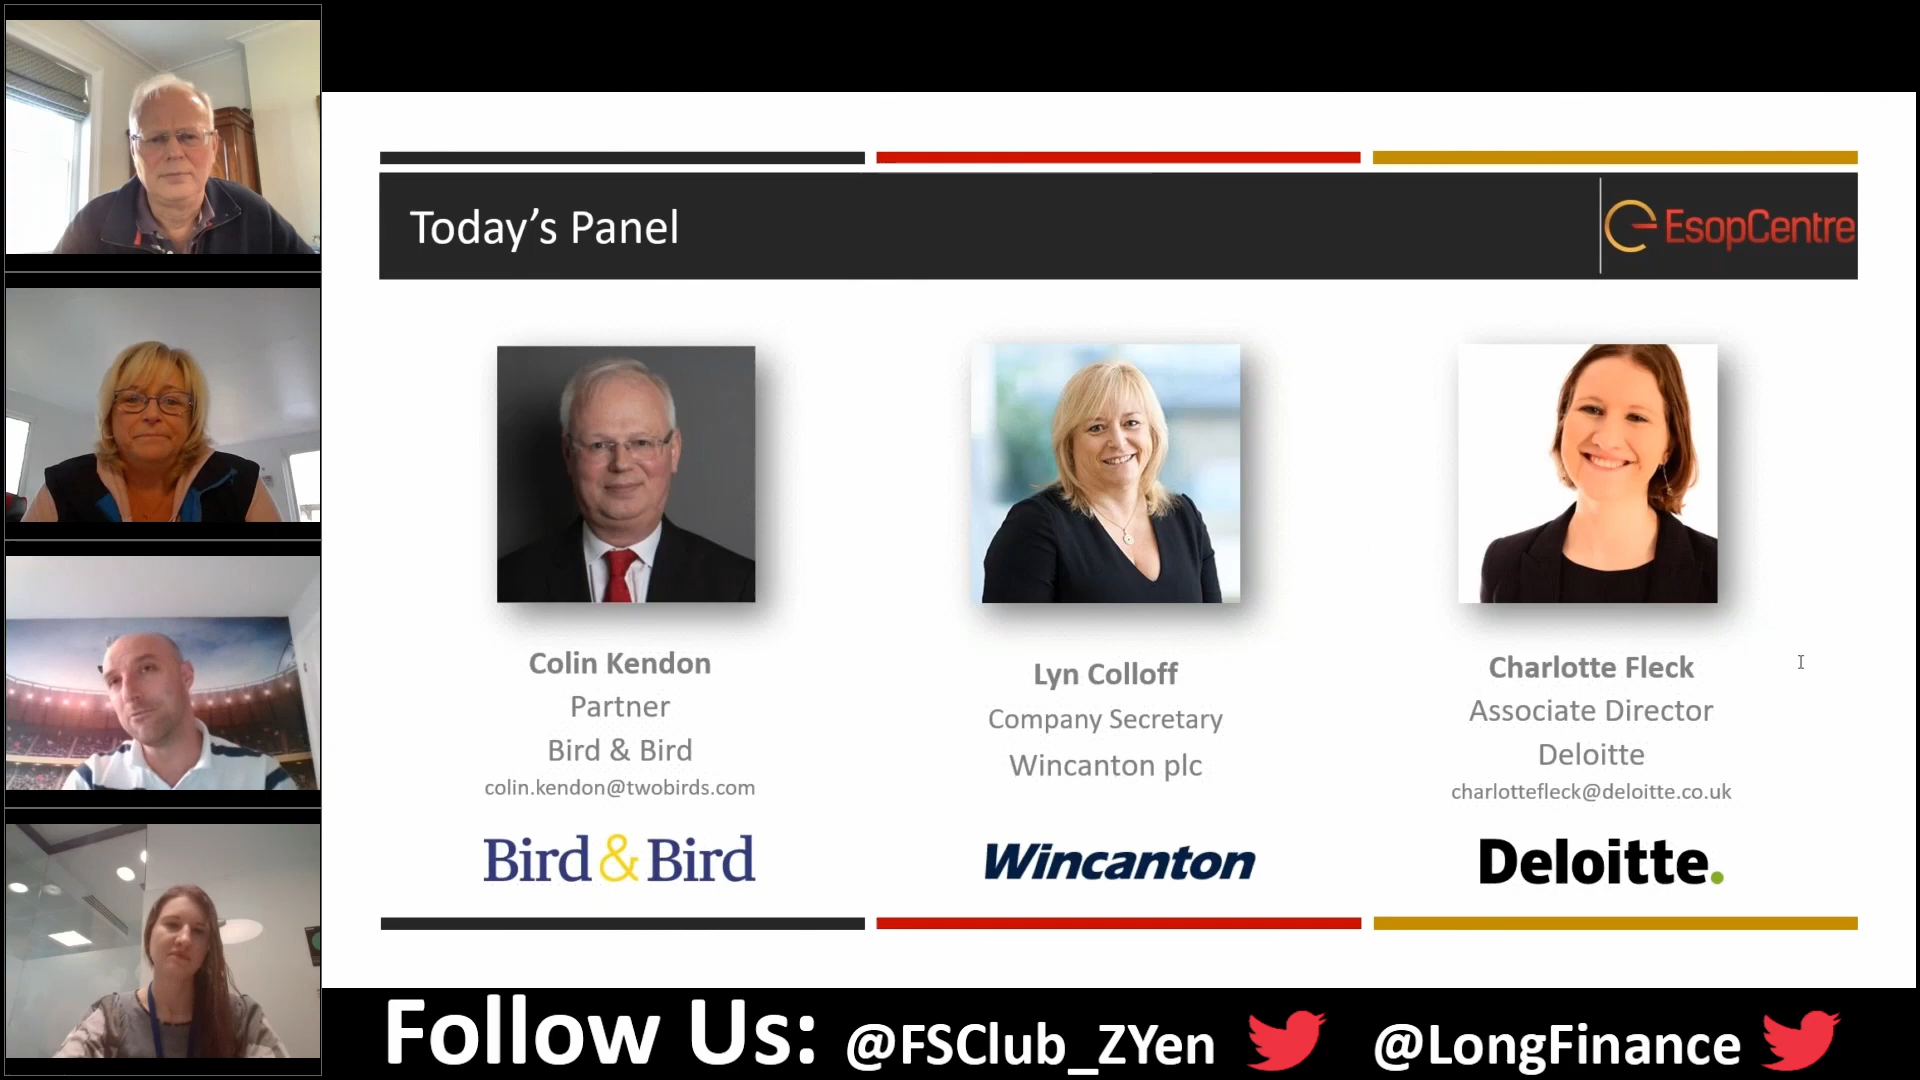 Today's Panel
EsopCentre
Colin Kendon
Partner
Bird & Bird
colin.kendon@twobirds.com
Bird & Bird
Lyn Colloff
Company Secretary
Wincanton plc
Wincanton
Charlotte Fleck
Associate Director
Deloitte
charlottefleck@deloitte.co.uk
Deloitte.
Follow Us: @FSClub_ZYen @LongFinance